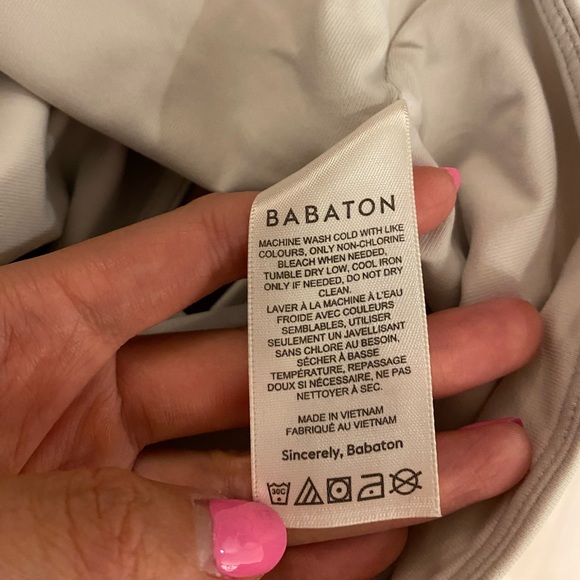 BABATON
MACHINE WASH COLD WITH LIKE
COLOURS, ONLY NON-CHLORINE
BLEACH WHEN NEEDED,
TUMBLE DRY LOW, COOL IRON
ONLY IF NEEDED, DO NOT DRY
CLEAN.
LAVER À LA MACHINE À L'EAU
FROIDE AVEC COULEURS
SEMBLABLES, UTILISER
SEULEMENT UN JAVELLISANT
SANS CHLORE AU BESOIN,
SÉCHER À BASSE
TEMPÉRATURE, REPASSAGE
DOUX SI NÉCESSAIRE, NE PAS
NETTOYER À SEC.
MADE IN VIETNAM
FABRIQUÉ AU VIETNAM
Sincerely, Babaton
30C